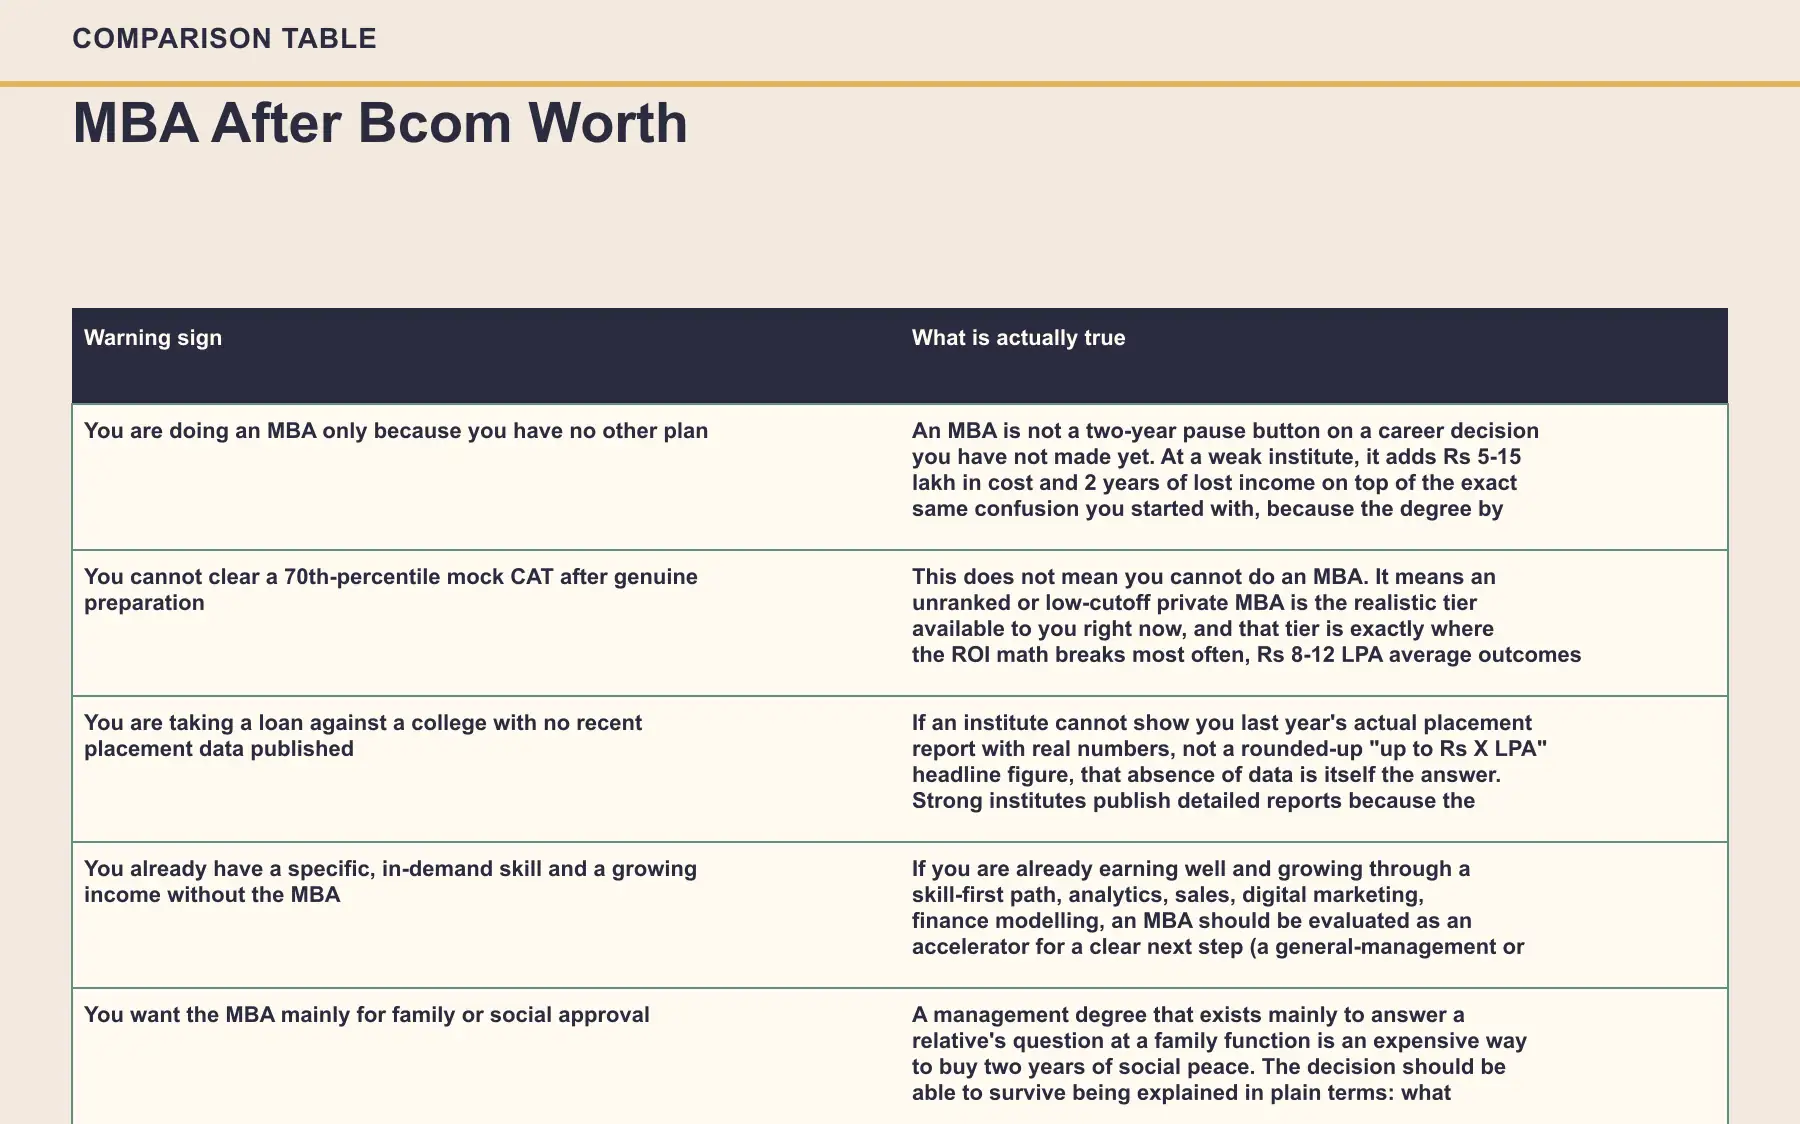 COMPARISON TABLE
MBA After Bcom Worth
Warning sign
What is actually true
You are doing an MBA only because you have no other plan
An MBA is not a two-year pause button on a career decision
you have not made yet. At a weak institute, it adds Rs 5-15
lakh in cost and 2 years of lost income on top of the exact
same confusion you started with, because the degree by
You cannot clear a 70th-percentile mock CAT after genuine
preparation
This does not mean you cannot do an MBA. It means an
unranked or low-cutoff private MBA is the realistic tier
available to you right now, and that tier is exactly where
the ROI math breaks most often, Rs 8-12 LPA average outcomes
You are taking a loan against a college with no recent
placement data published
If an institute cannot show you last year's actual placement
report with real numbers, not a rounded-up "up to Rs X LPA"
headline figure, that absence of data is itself the answer.
Strong institutes publish detailed reports because the
You already have a specific, in-demand skill and a growing
income without the MBA
If you are already earning well and growing through a
skill-first path, analytics, sales, digital marketing,
finance modelling, an MBA should be evaluated as an
accelerator for a clear next step (a general-management or
You want the MBA mainly for family or social approval
A management degree that exists mainly to answer a
relative's question at a family function is an expensive way
to buy two years of social peace. The decision should be
able to survive being explained in plain terms: what